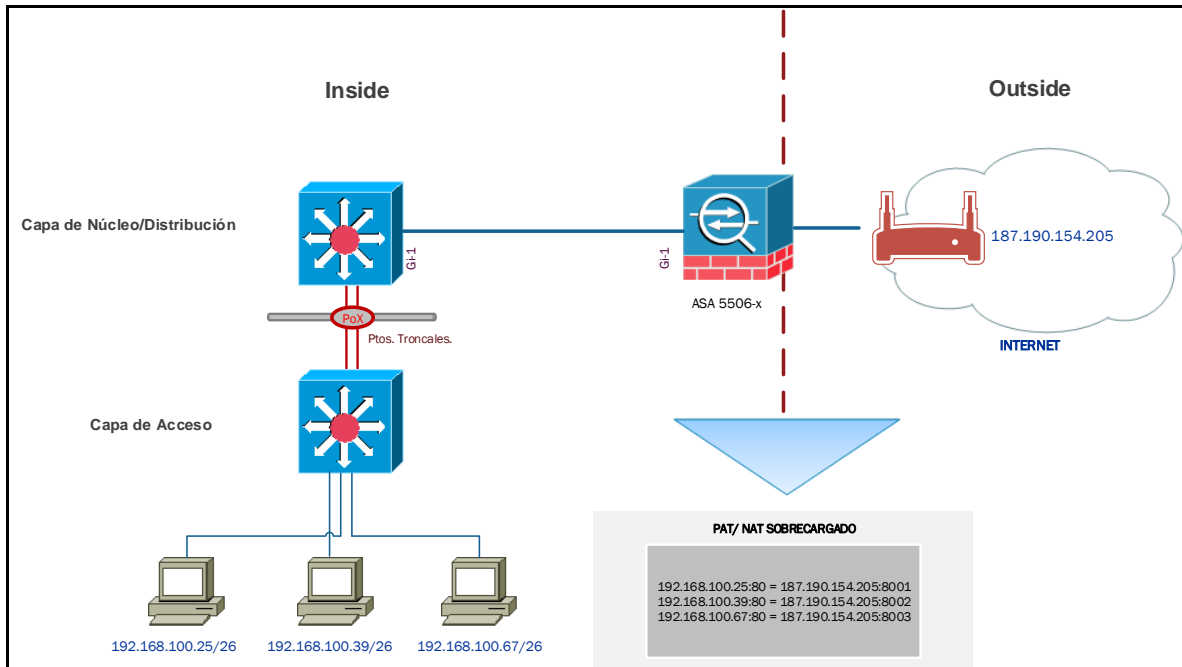 Inside
Outside
Capa de Núcleo/Distribución
Gi-1
Gi-1
187.190.154.205
ASA 5506-x
PoX
Ptos. Troncales.
INTERNET
Capa de Acceso
PAT/ NAT SOBRECARGADO
192.168.100.25:80 = 187.190.154.205:8001
192.168.100.39:80 = 187.190.154.205:8002
192.168.100.67:80 = 187.190.154.205:8003
192.168.100.25/26
192.168.100.39/26
192.168.100.67/26